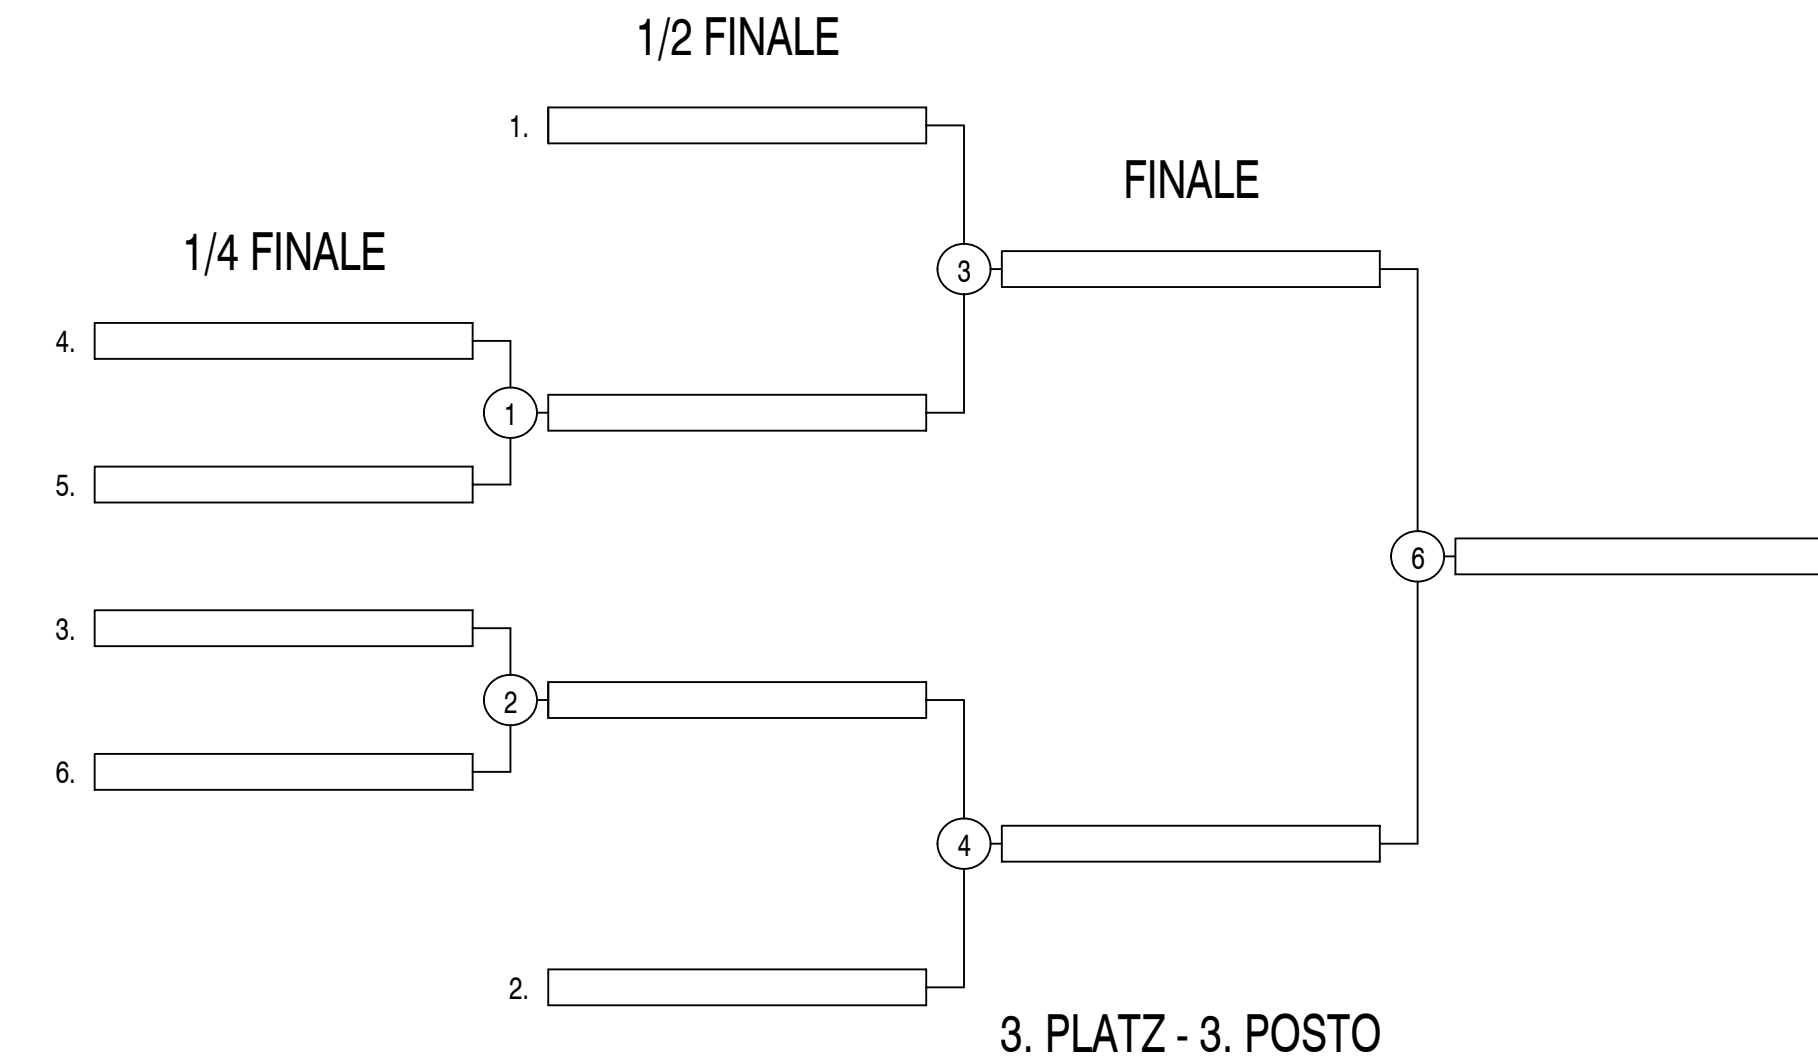 1/2 FINALE
1.
FINALE
1/4 FINALE
3
4.
1
5.
6
3.
2
6.
4
2.
3. PLATZ - 3. POSTO